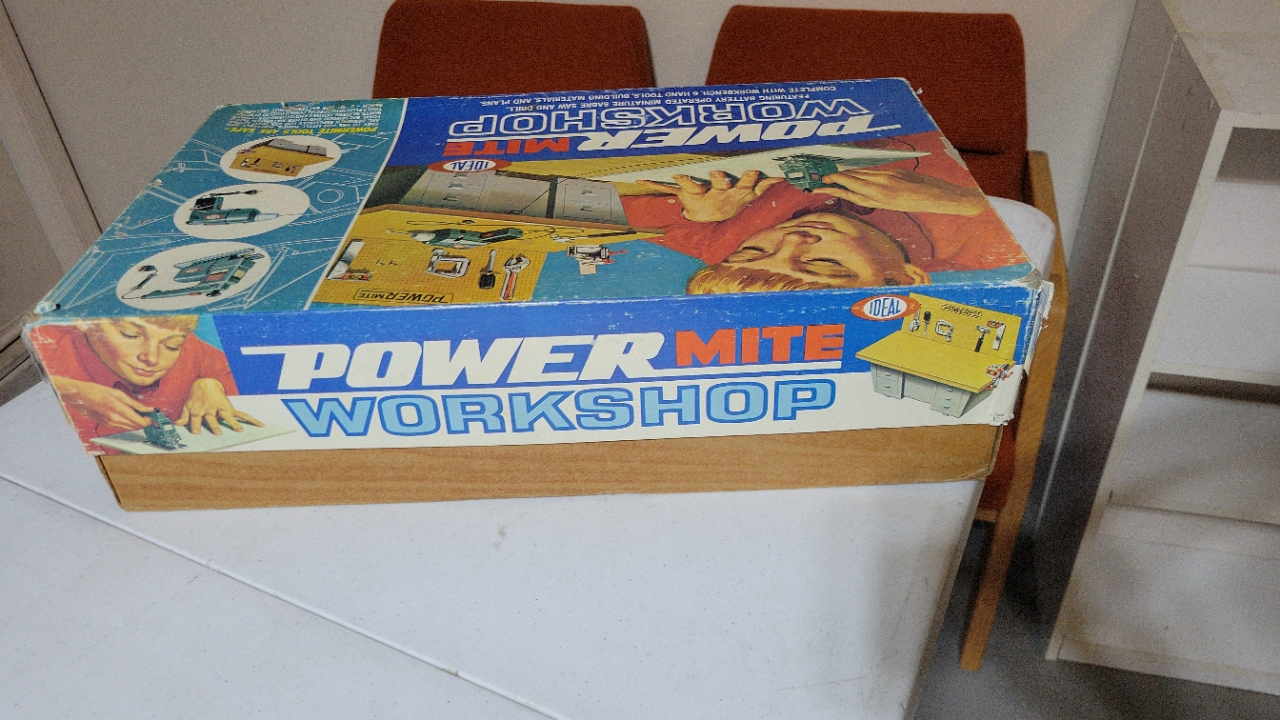 POWERMITE TOOLS ARE SAFE.
FEATURING BATTERY OPERATED MINIATURE SABRE SAW AND DRILL.
COMPLETE WITH WORKBENCH, 6 HAND TOOLS, BUILDING MATERIALS, AND PLANS.
POWER MITE
WORKSHOP
IDEAL
POWERMITE
IDEAL
POWER MITE
WORKSHOP